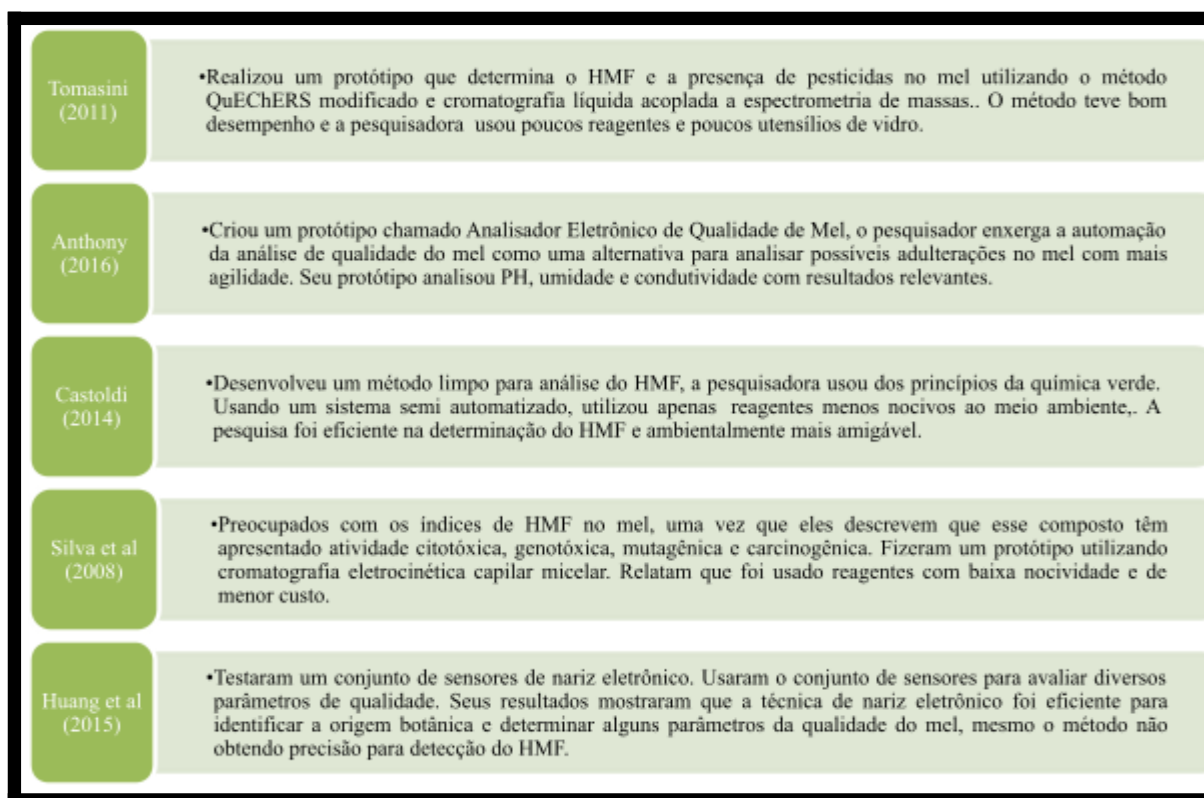 Tomasini
(2011)
•Realizou um protótipo que determina o HMF e a presença de pesticidas no mel utilizando o método
QuEChERS modificado e cromatografia líquida acoplada a espectrometria de massas.. O método teve bom
desempenho e a pesquisadora usou poucos reagentes e poucos utensílios de vidro.
Anthony
(2016)
•Criou um protótipo chamado Analisador Eletrônico de Qualidade de Mel, o pesquisador enxerga a automação
da análise de qualidade do mel como uma alternativa para analisar possíveis adulterações no mel com mais
agilidade. Seu protótipo analisou PH, umidade e condutividade com resultados relevantes.
Castoldi
(2014)
•Desenvolveu um método limpo para análise do HMF, a pesquisadora usou dos princípios da química verde.
Usando um sistema semi automatizado, utilizou apenas reagentes menos nocivos ao meio ambiente,. A
pesquisa foi eficiente na determinação do HMF e ambientalmente mais amigável.
Silva et al
(2008)
•Preocupados com os índices de HMF no mel, uma vez que eles descrevem que esse composto têm
apresentado atividade citotóxica, genotóxica, mutagênica e carcinogênica. Fizeram um protótipo utilizando
cromatografia eletrocinética capilar micelar. Relatam que foi usado reagentes com baixa nocividade e de
menor custo.
Huang et al
(2015)
•Testaram um conjunto de sensores de nariz eletrônico. Usaram o conjunto de sensores para avaliar diversos
parâmetros de qualidade. Seus resultados mostraram que a técnica de nariz eletrônico foi eficiente para
identificar a origem botânica e determinar alguns parâmetros da qualidade do mel, mesmo o método não
obtendo precisão para detecção do HMF.